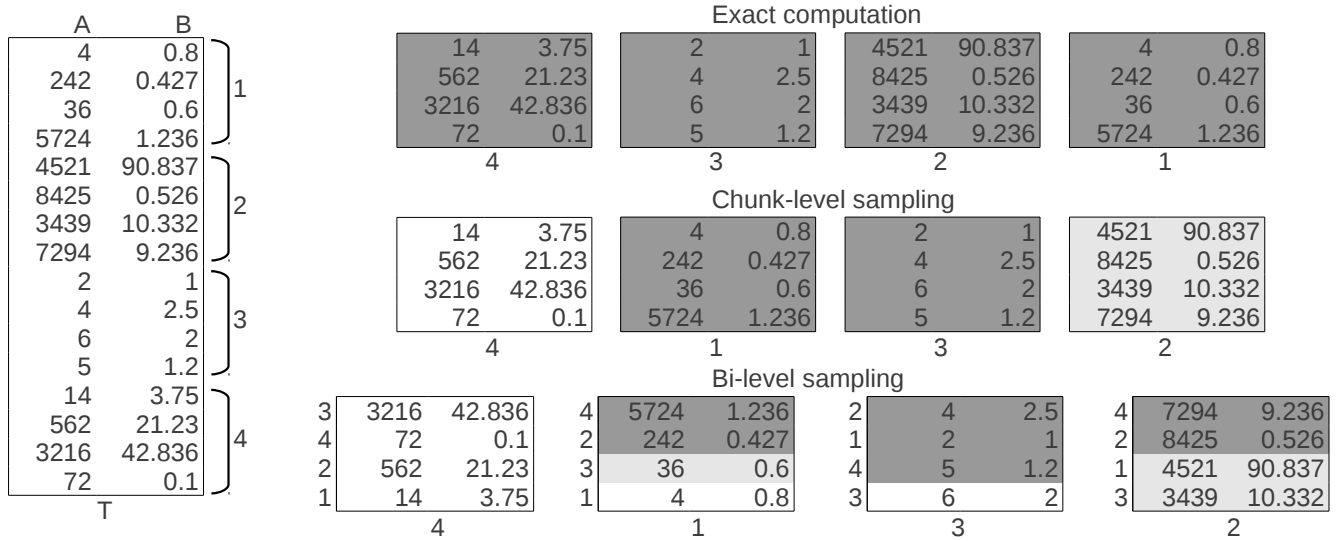 A B
4 0.8
242 0.427
36 0.6
5724 1.236
1
4521 90.837
8425 0.526
3439 10.332
7294 9.236
2
2 1
4 2.5
6 2
5 1.2
3
14 3.75
562 21.23
3216 42.836
72 0.1
4
T
Exact computation
14 3.75 2 1 4521 90.837 4 0.8
562 21.23 4 2.5 8425 0.526 242 0.427
3216 42.836 6 2 3439 10.332 36 0.6
72 0.1 5 1.2 7294 9.236 5724 1.236
4 3 2 1
Chunk-level sampling
14 3.75 4 0.8 2 1 4521 90.837
562 21.23 242 0.427 4 2.5 8425 0.526
3216 42.836 36 0.6 6 2 3439 10.332
72 0.1 5724 1.236 5 1.2 7294 9.236
4 1 3 2
Bi-level sampling
3 3216 42.836 4 5724 1.236 2 4 2.5 4 7294 9.236
4 72 0.1 2 242 0.427 1 2 1 2 8425 0.526
2 562 21.23 3 36 0.6 4 5 1.2 1 4521 90.837
1 14 3.75 1 4 0.8 3 6 2 3 3439 10.332
4 1 3 2